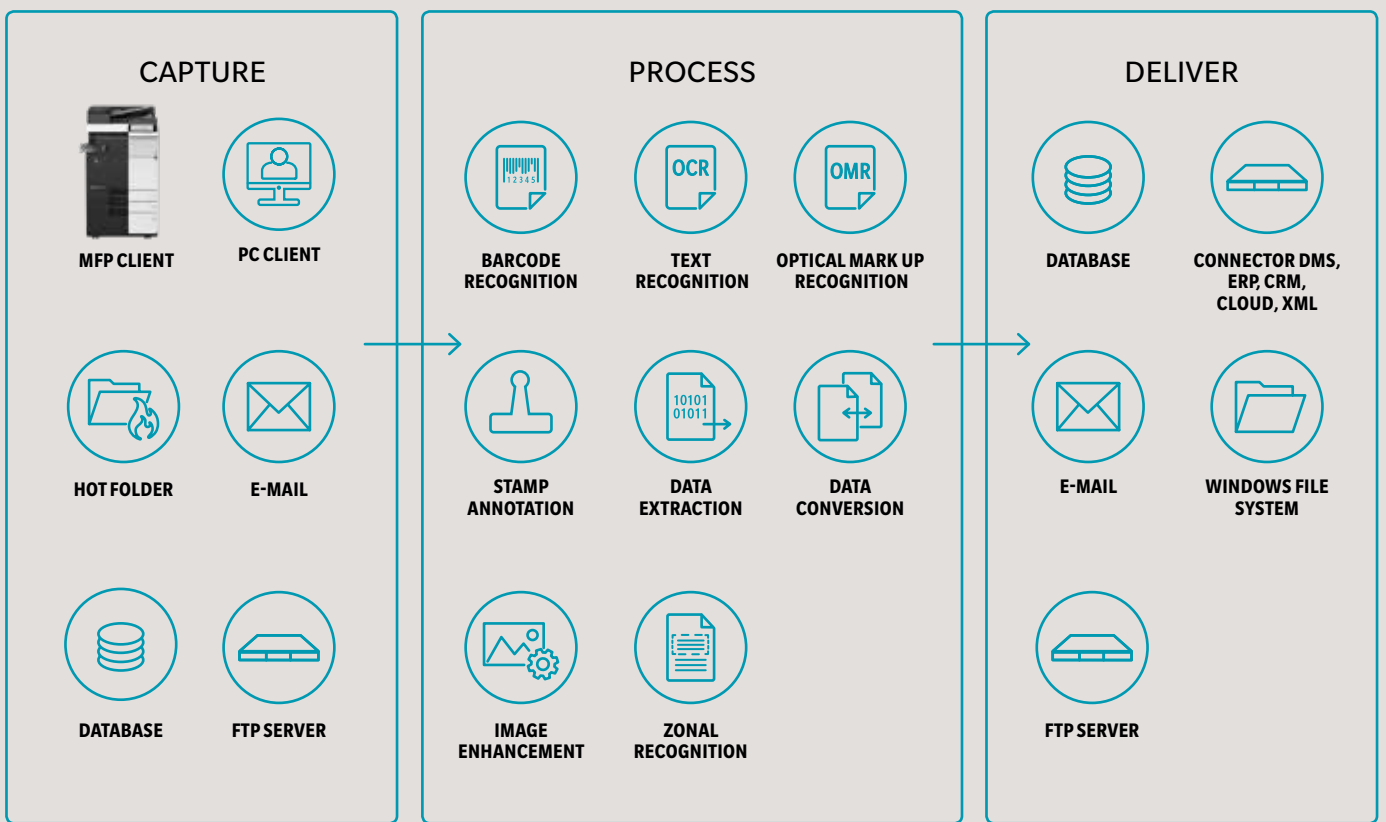 CAPTURE
MFP CLIENT
PC CLIENT
HOT FOLDER
E-MAIL
DATABASE
FTP SERVER
PROCESS
12345
BARCODE
RECOGNITION
OCR
TEXT
RECOGNITION
OMR
OPTICAL MARK UP
RECOGNITION
STAMP
ANNOTATION
10101
01011
DATA
EXTRACTION
DATA
CONVERSION
IMAGE
ENHANCEMENT
ZONAL
RECOGNITION
DELIVER
DATABASE
CONNECTOR DMS,
ERP, CRM,
CLOUD, XML
E-MAIL
WINDOWS FILE
SYSTEM
FTP SERVER